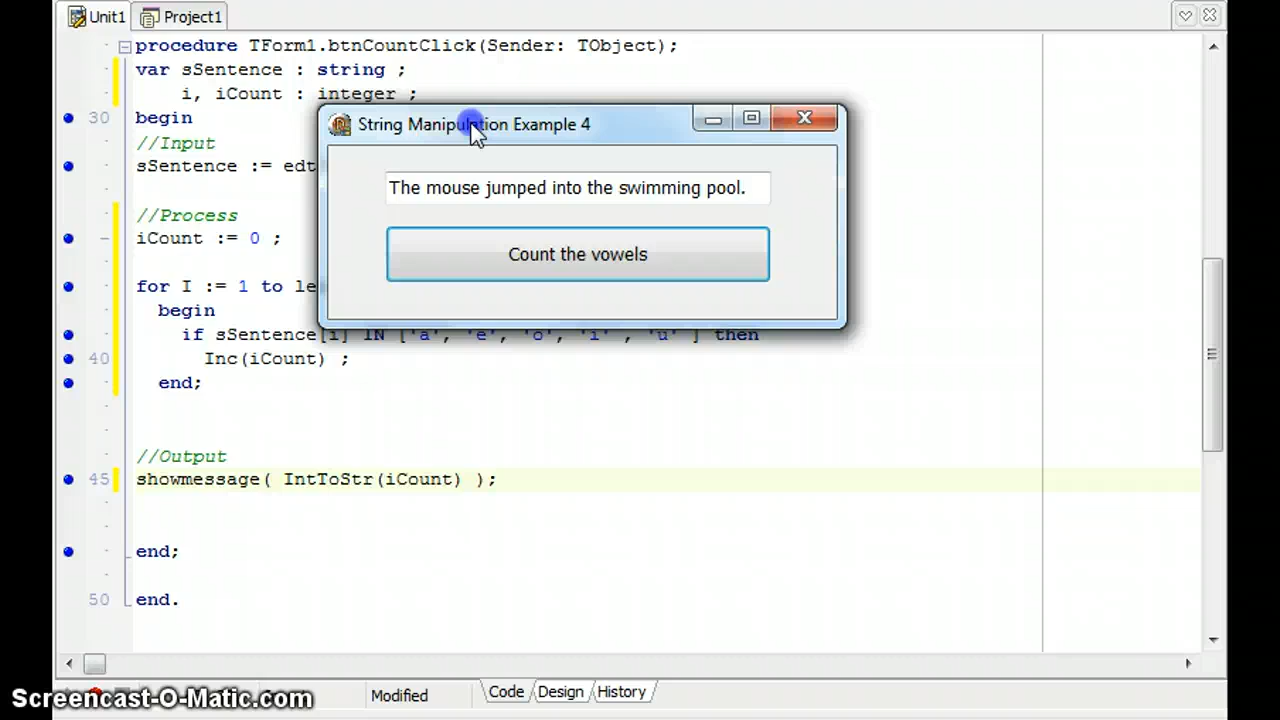 Unit1
Project1
procedure TForm1.btnCountClick(Sender: TObject);
var sSentence : string ;
i, iCount : integer ;
30 begin
//Input
sSentence := edt
//Process
iCount := 0 ;
for I := 1 to le
begin
if sSentence[i] IN ['a', 'e', 'o', 'i' , 'u' ] then
40 Inc(iCount) ;
end;
//Output
45 showmessage( IntToStr(iCount) );
end;
50 end.
String Manipulation Example 4
The mouse jumped into the swimming pool.
Count the vowels
Modified
Code
Design
History
Screencast-O-Matic.com